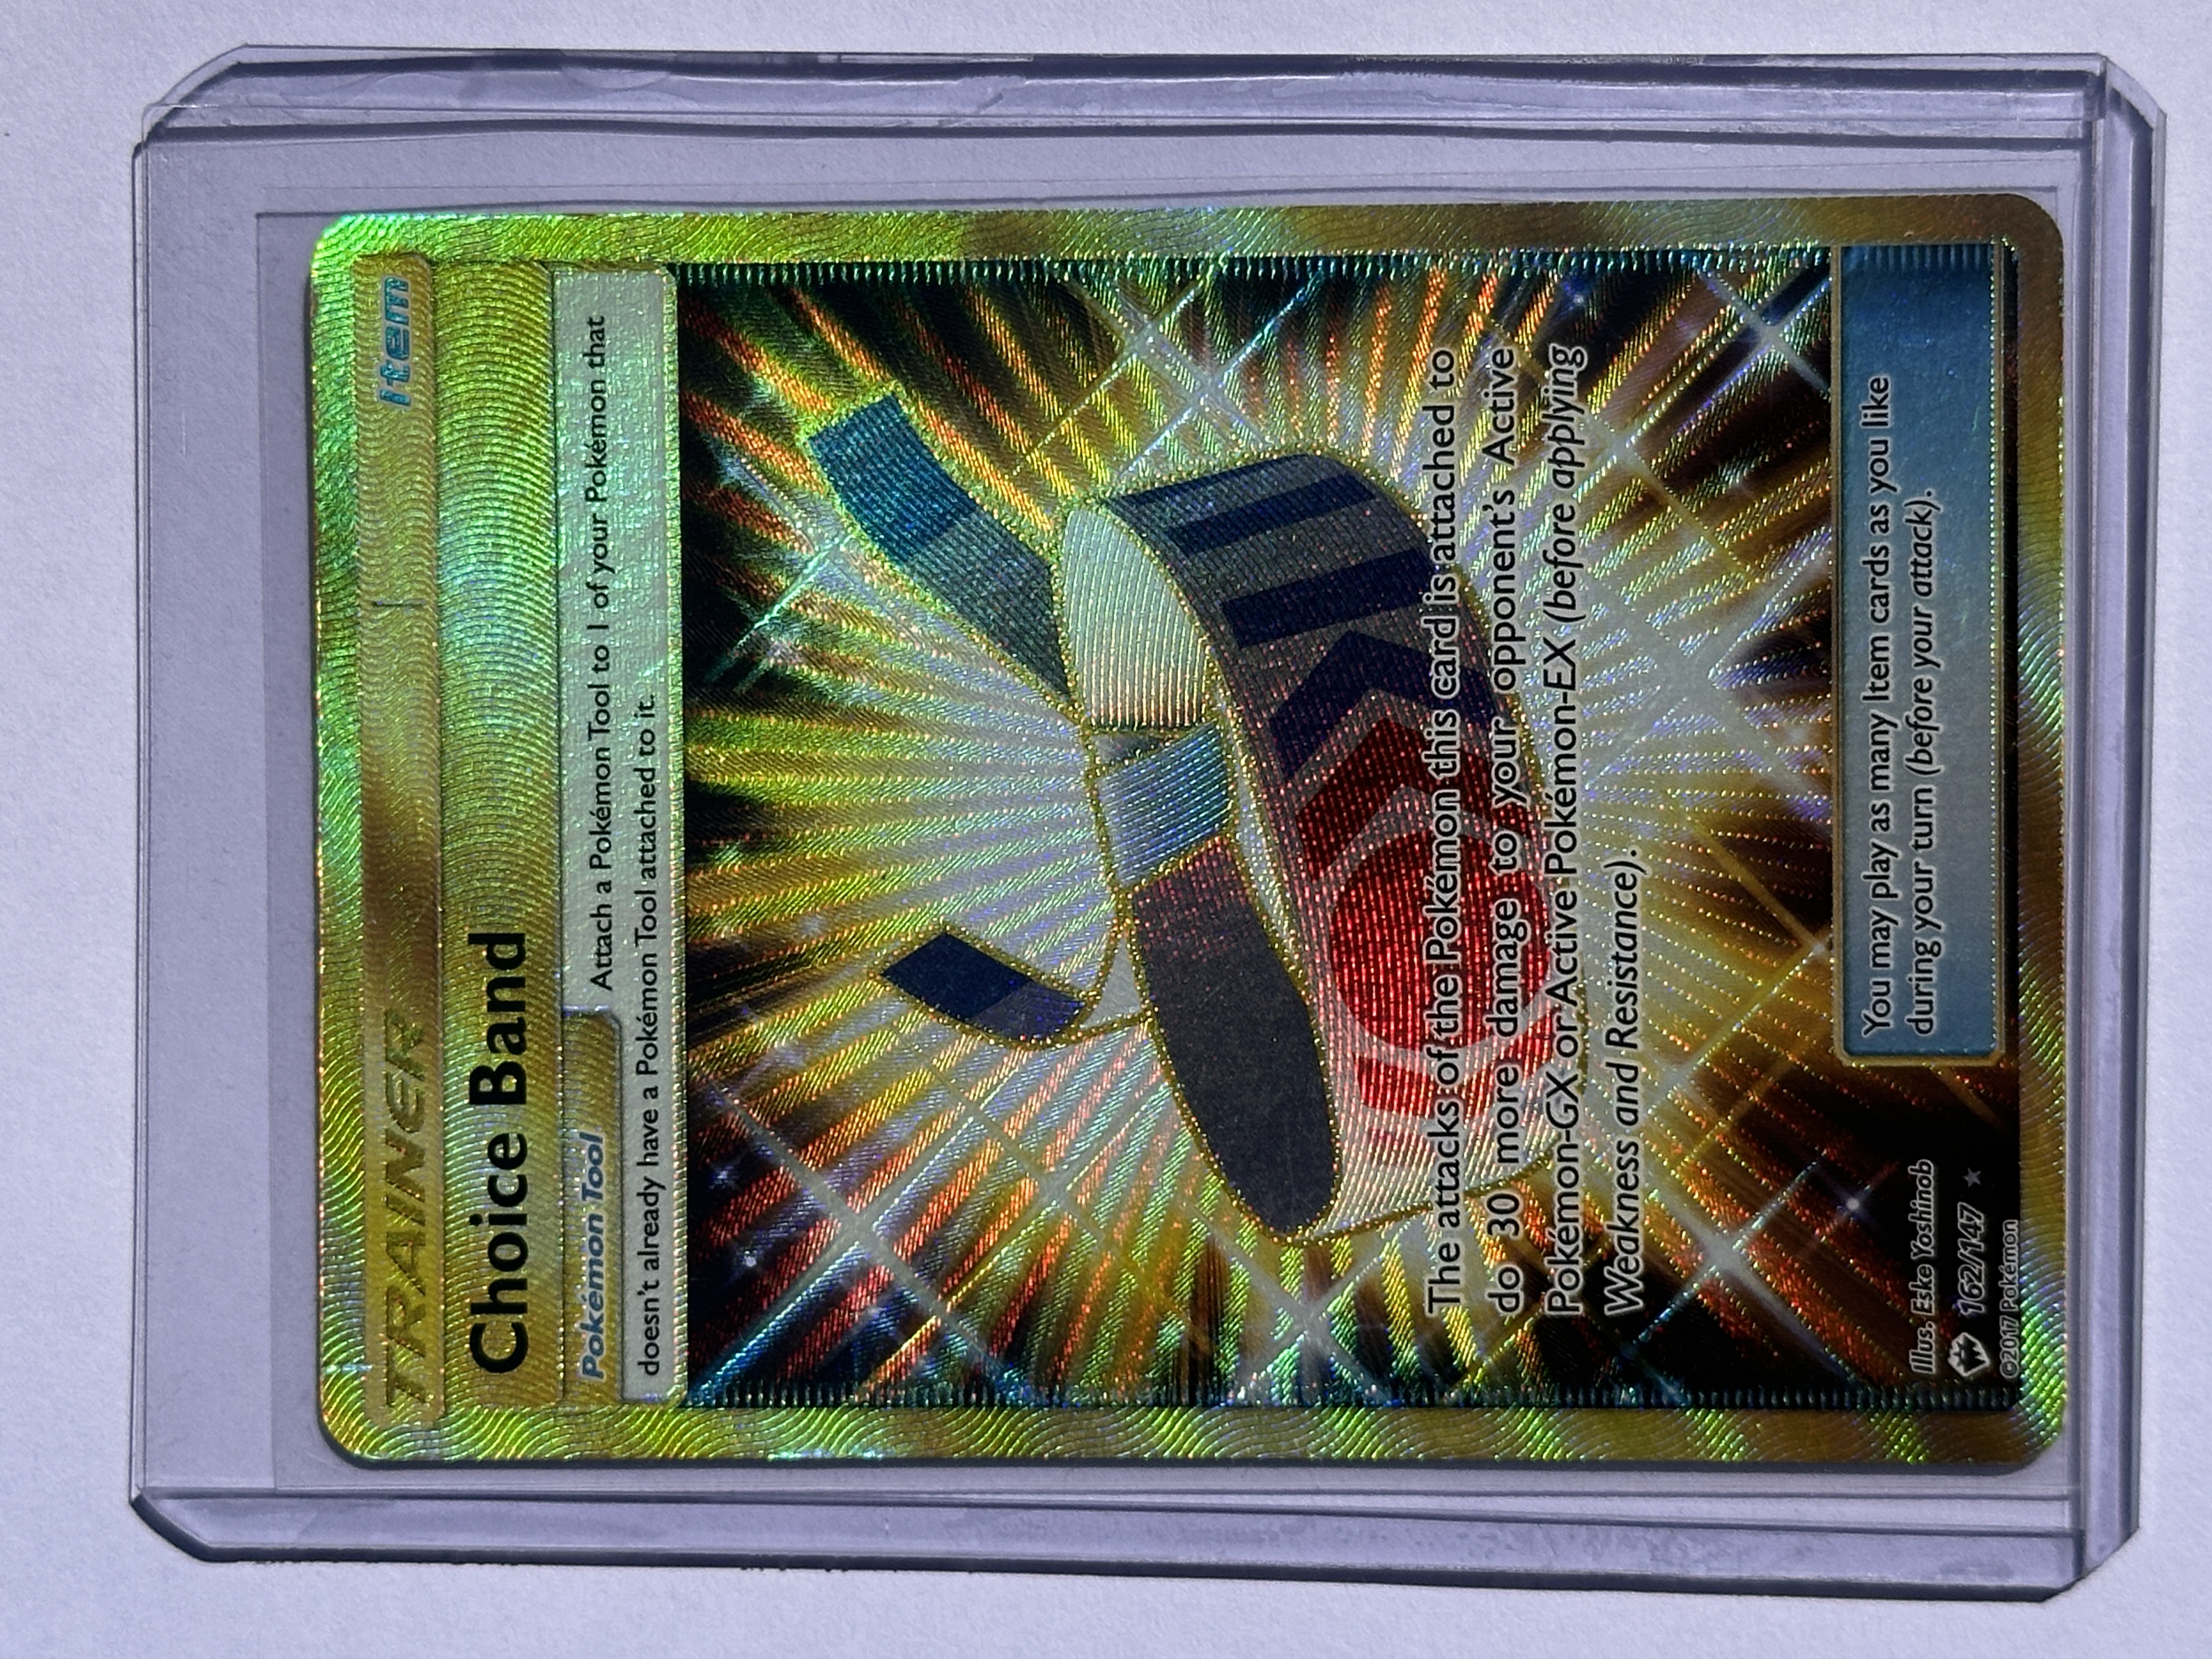 TRAINER
Item
Choice Band
Pokémon Tool
Attach a Pokémon Tool to 1 of your Pokémon that
doesn't already have a Pokémon Tool attached to it.
The attacks of the Pokémon this card is attached to
do 30 more damage to your opponent's Active
Pokémon-GX or Active Pokémon-EX (before applying
Weakness and Resistance).
You may play as many Item cards as you like
during your turn (before your attack).
Illus. Eske Yoshinob
162/147 ★
©2017 Pokémon